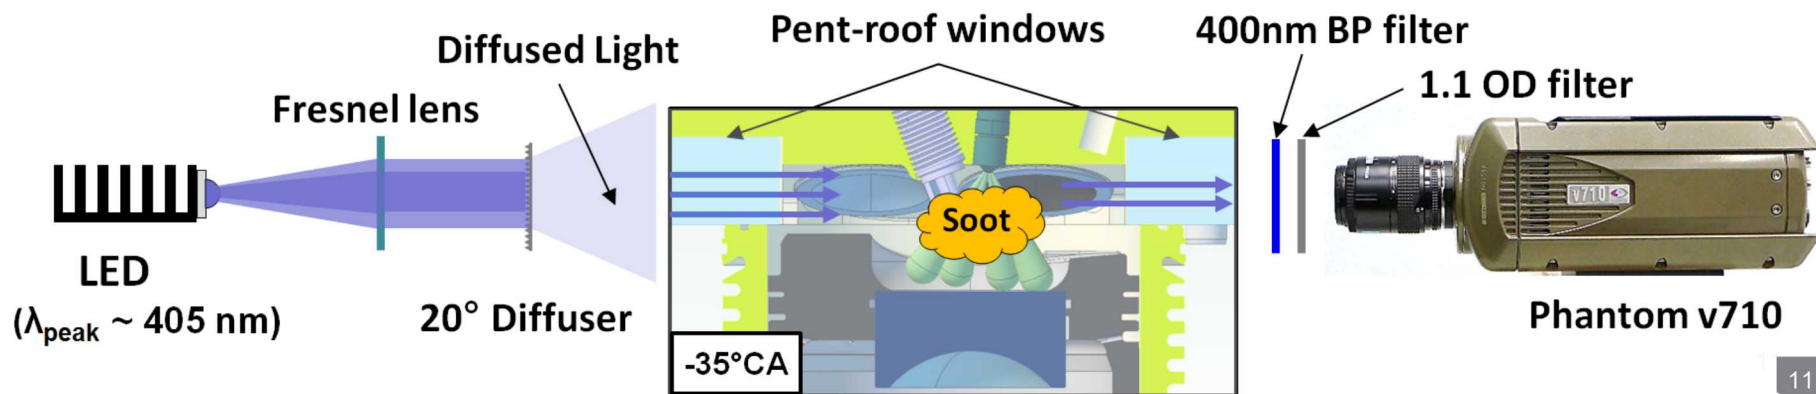 Diffused Light
Pent-roof windows
400nm BP filter
Fresnel lens
1.1 OD filter
Soot
v710
LED
(λpeak ~ 405 nm)
20° Diffuser
-35°CA
Phantom v710
11